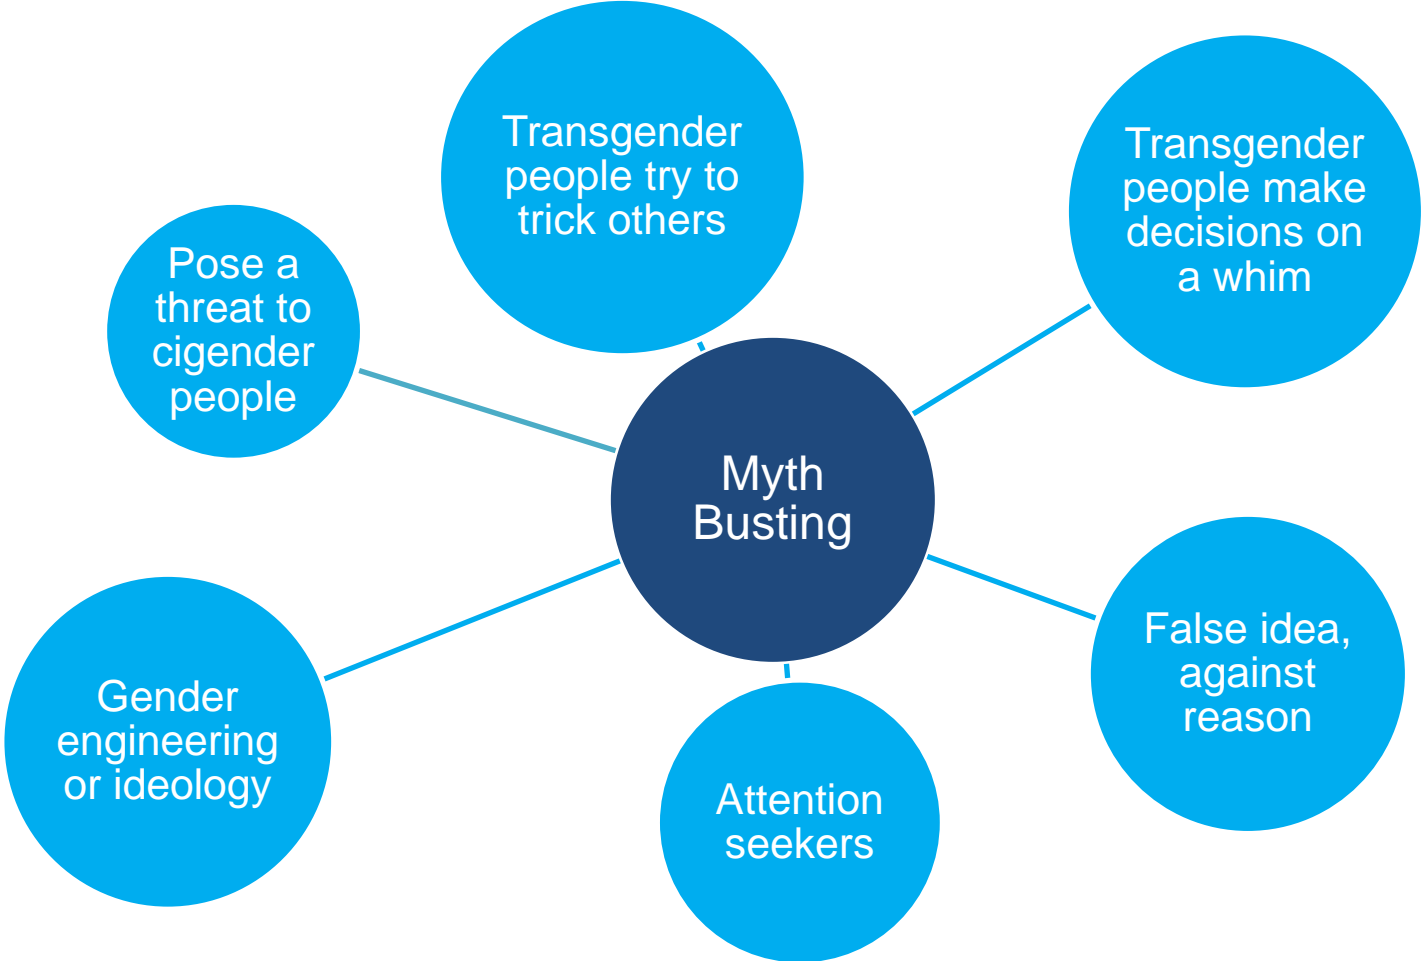 Transgender
people try to
trick others
Transgender
people make
decisions on
a whim
Pose a
threat to
cigender
people
Myth
Busting
False idea,
against
reason
Gender
engineering
or ideology
Attention
seekers